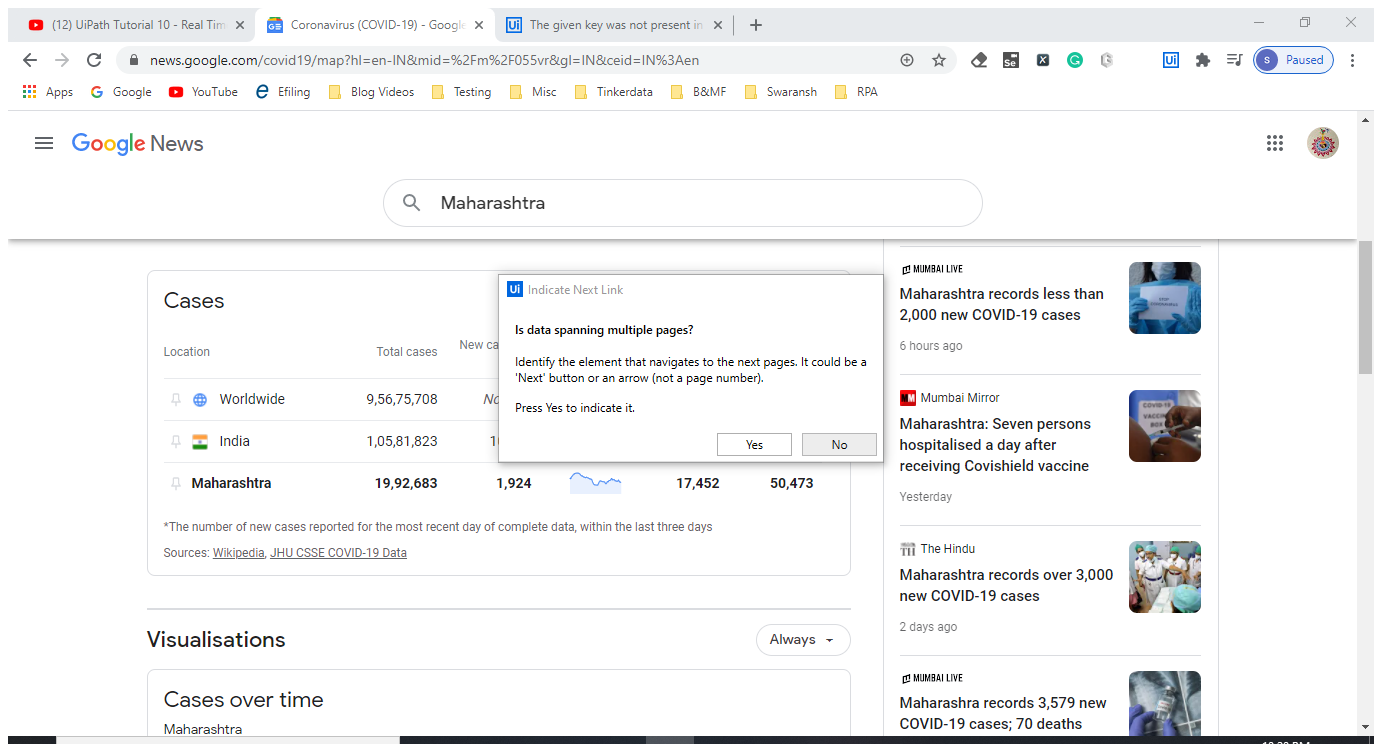 (12) UiPath Tutorial 10 - Real Tim
Coronavirus (COVID-19) - Google
The given key was not present in
news.google.com/covid19/map?hl=en-IN&mid=%2Fm%2F055vr&gl=IN&ceid=IN%3Aen
Se
X
G
Ui
S Paused
Apps Google YouTube Efiling Blog Videos Testing Misc Tinkerdata B&MF Swaransh RPA
Google News
Maharashtra
Cases
Location Total cases New ca
Worldwide 9,56,75,708 No
India 1,05,81,823 10
Maharashtra 19,92,683 1,924 17,452 50,473
*The number of new cases reported for the most recent day of complete data, within the last three days
Sources: Wikipedia, JHU CSSE COVID-19 Data
Visualisations
Always
Cases over time
Maharashtra
Ui Indicate Next Link
Is data spanning multiple pages?
Identify the element that navigates to the next pages. It could be a
'Next' button or an arrow (not a page number).
Press Yes to indicate it.
Yes No
MUMBAI LIVE
Maharashtra records less than
2,000 new COVID-19 cases
6 hours ago
Mumbai Mirror
Maharashtra: Seven persons
hospitalised a day after
receiving Covishield vaccine
Yesterday
The Hindu
Maharashtra records over 3,000
new COVID-19 cases
2 days ago
MUMBAI LIVE
Maharashra records 3,579 new
COVID-19 cases; 70 deaths